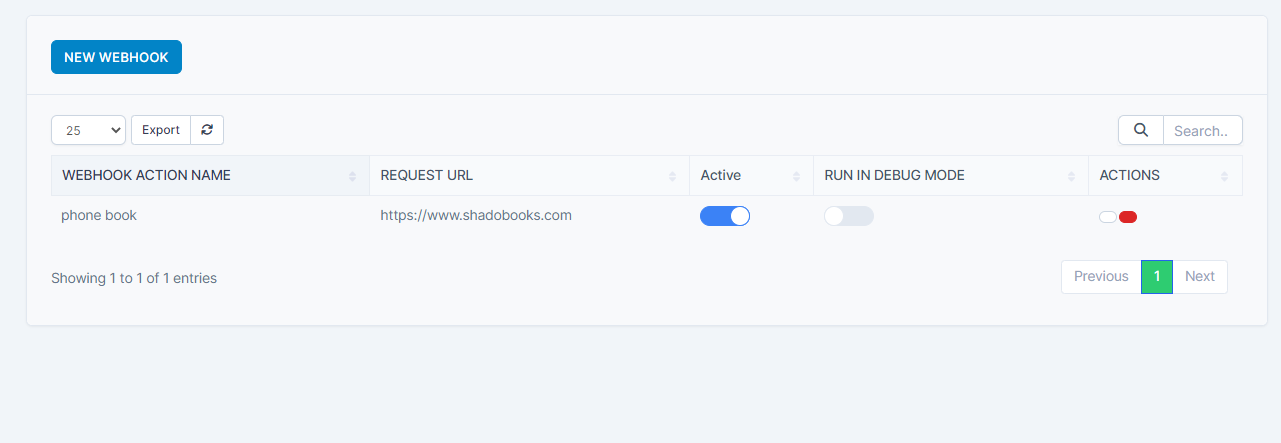 NEW WEBHOOK
25 Export Search..
WEBHOOK ACTION NAME REQUEST URL Active RUN IN DEBUG MODE ACTIONS
phone book https://www.shadobooks.com
Showing 1 to 1 of 1 entries Previous 1 Next